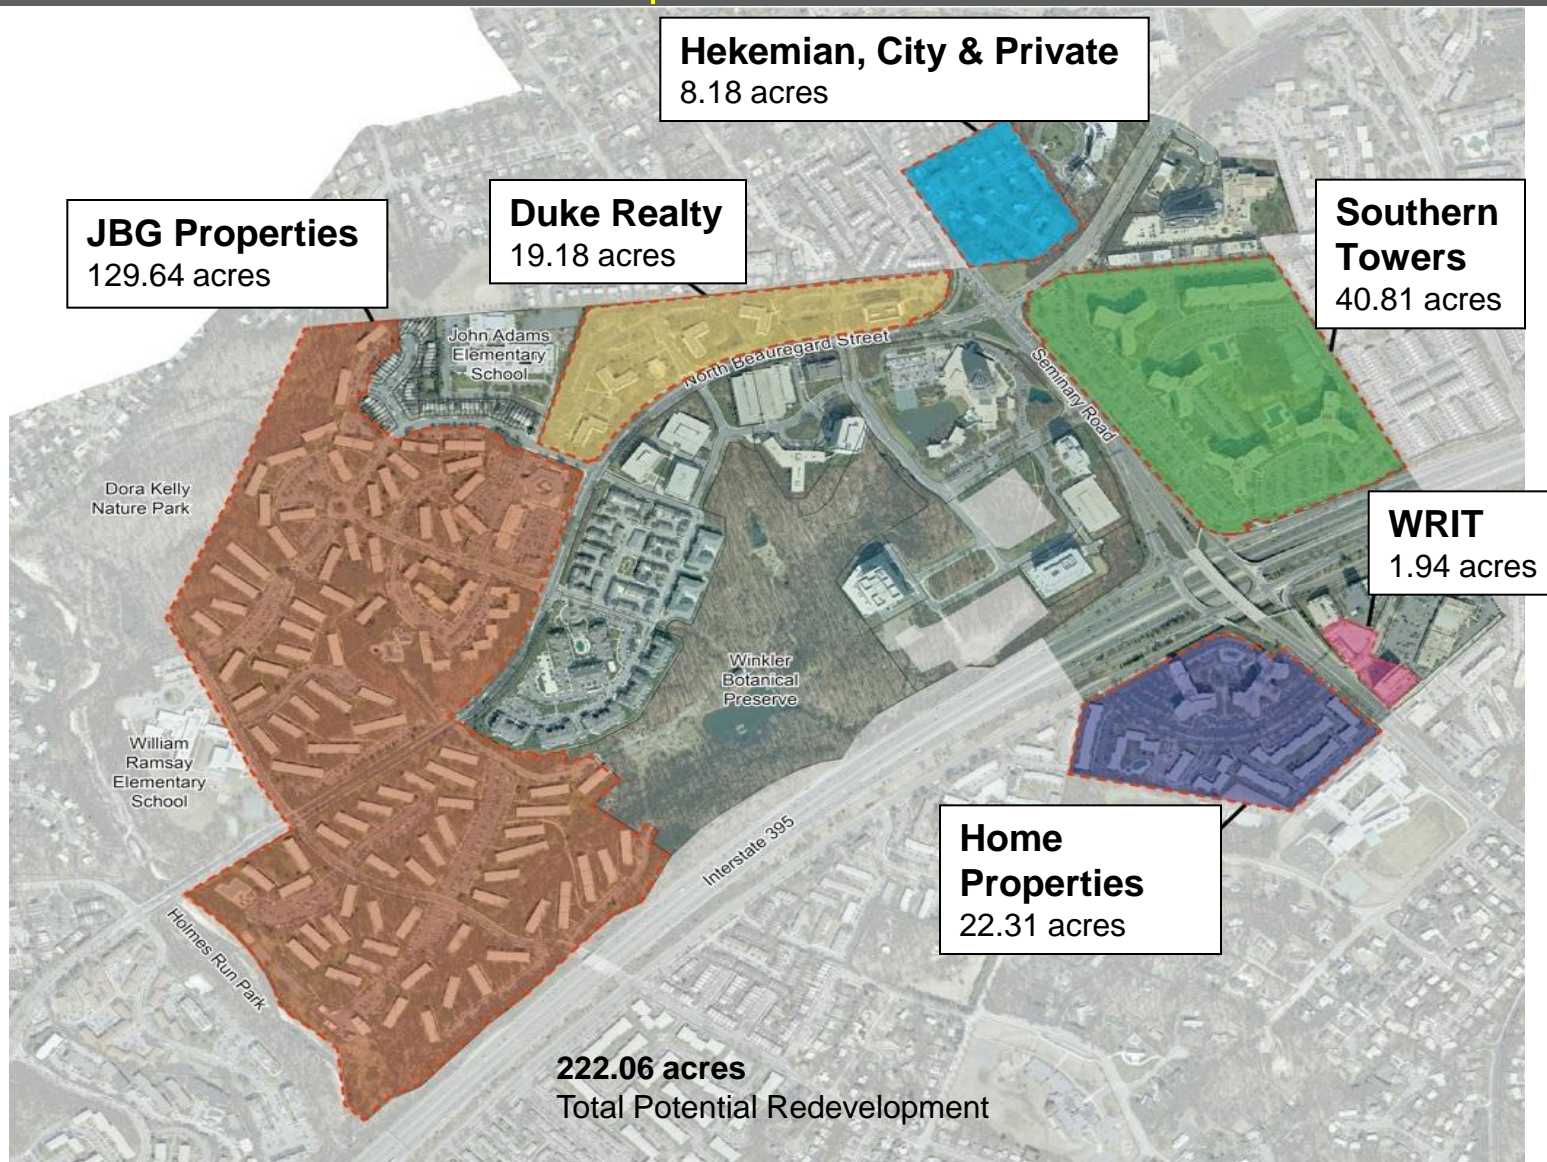 Hekemian, City & Private
8.18 acres
JBG Properties
129.64 acres
Duke Realty
19.18 acres
Southern
Towers
40.81 acres
John Adams
Elementary
School
North Beauregard Street
Seminary Road
Dora Kelly
Nature Park
WRIT
1.94 acres
Winkler
Botanical
Preserve
William
Ramsay
Elementary
School
Interstate 395
Home
Properties
22.31 acres
Holmes Run Park
222.06 acres
Total Potential Redevelopment